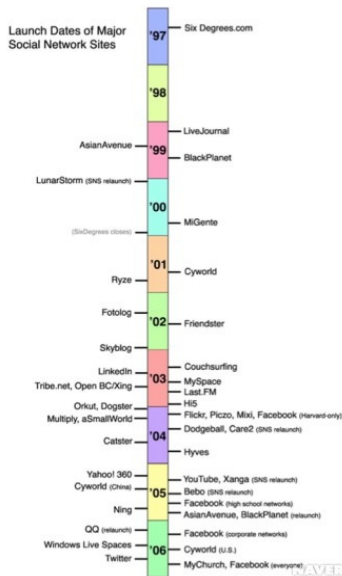 Launch Dates of Major
Social Network Sites
'97
Six Degrees.com
'98
'99
LiveJournal
AsianAvenue
BlackPlanet
LunarStorm (SNS relaunch)
'00
MiGente
(SixDegrees closes)
'01
Cyworld
Ryze
Fotolog
'02
Friendster
Skyblog
Couchsurfing
LinkedIn
'03
MySpace
Tribe.net, Open BC/Xing
Last.FM
Hi5
Orkut, Dogster
Flickr, Piczo, Mixi, Facebook (Harvard-only)
Multiply, aSmallWorld
'04
Dodgeball, Care2 (SNS relaunch)
Catster
Hyves
Yahoo! 360
YouTube, Xanga (SNS relaunch)
Cyworld (China)
'05
Bebo (SNS relaunch)
Facebook (high school networks)
Ning
AsianAvenue, BlackPlanet (relaunch)
QQ (relaunch)
Facebook (corporate networks)
Windows Live Spaces
'06
Cyworld (U.S.)
Twitter
MyChurch, Facebook (everyone)
NAVER